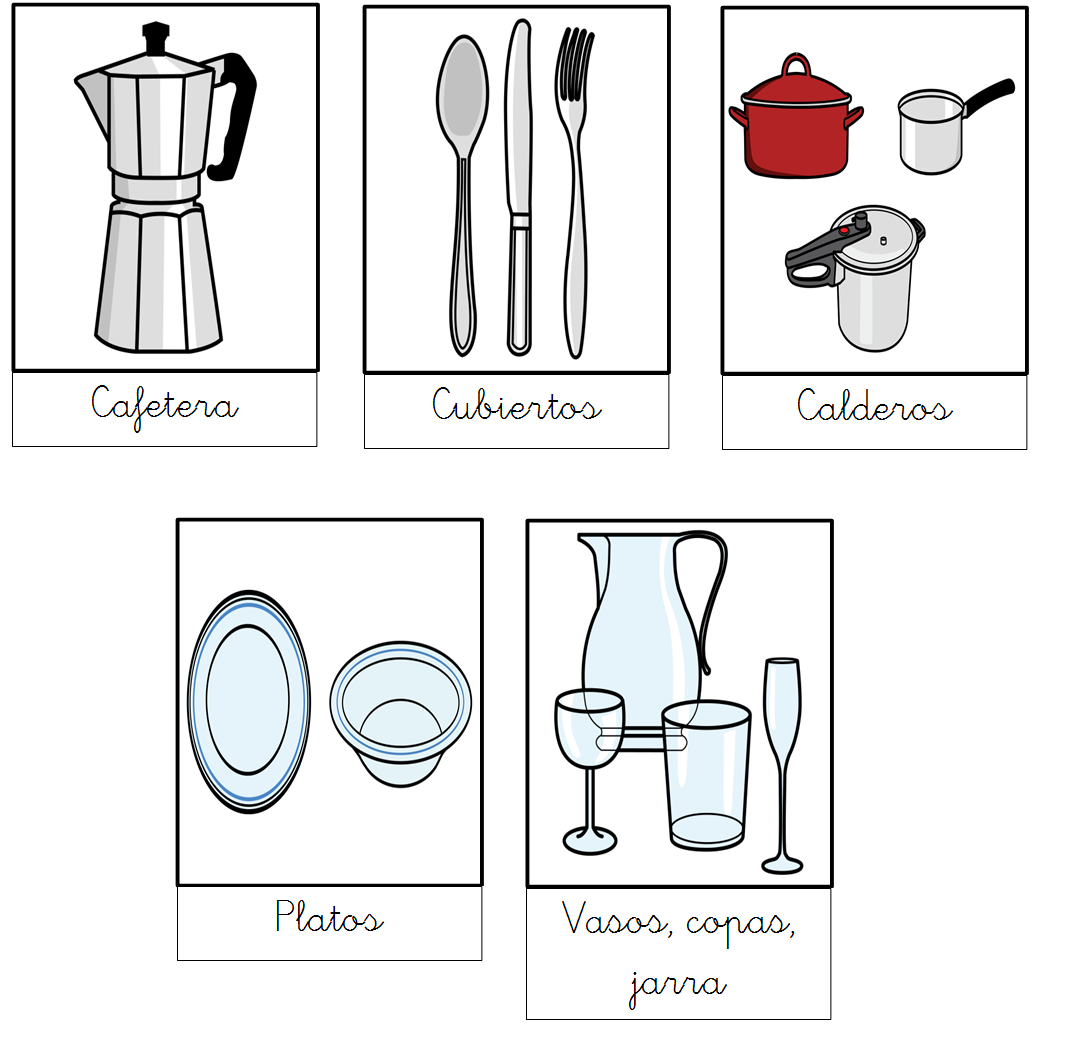 Cafetera
Cubiertos
Calderos
Platos
Vasos, copas,
jarra